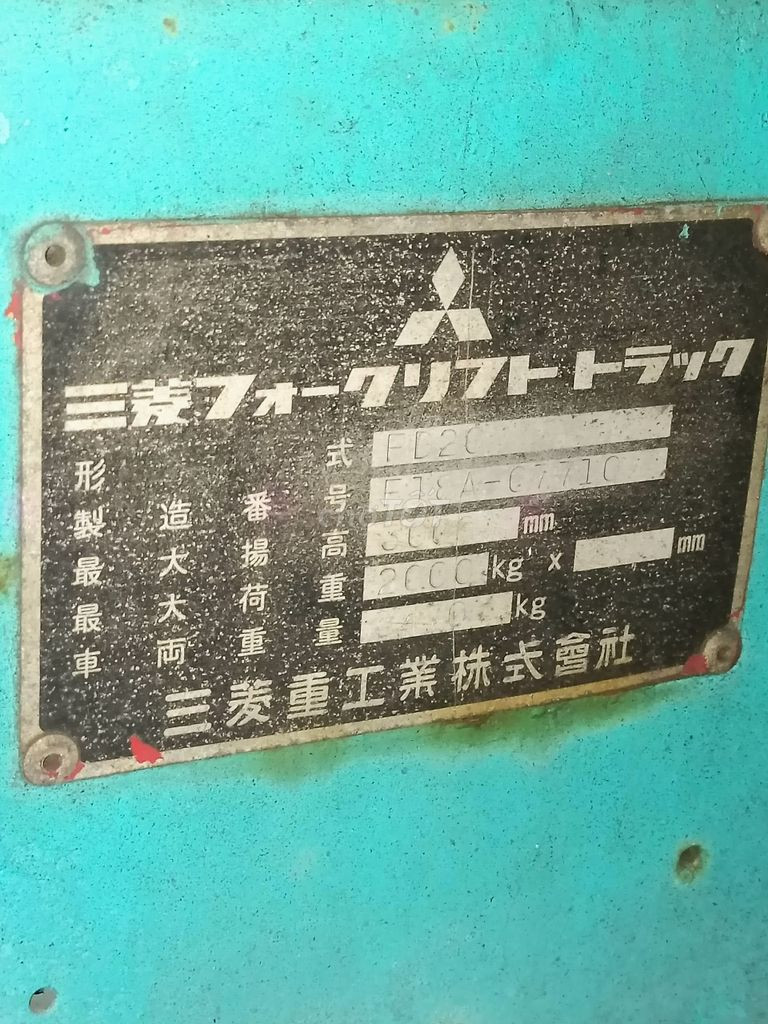 三菱フォークリフトトラック
形式 FD20
製造番号
最大揚高 mm
最大荷重 2000 kg x mm
車両重量 kg
三菱重工業株式會社